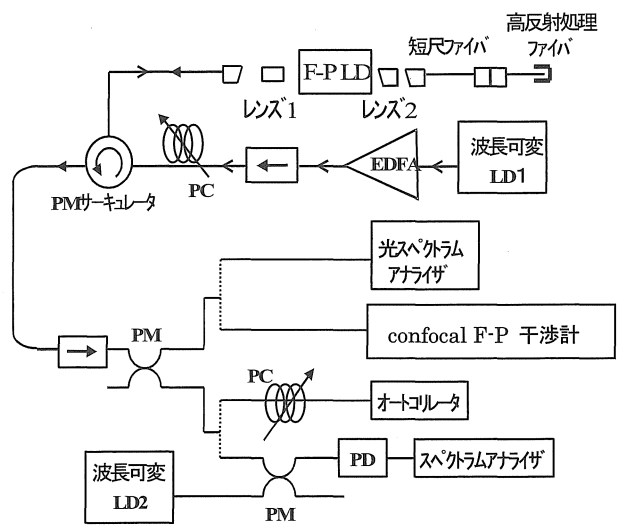 高反射処理
ファイバ
短尺ファイバ
F-P LD
レンズ1
レンズ2
波長可変
LD1
EDFA
PC
PMサーキュレータ
光スペクトラム
アナライザ
confocal F-P 干渉計
PM
PC
オートコリレータ
波長可変
LD2
PD
スペクトラムアナライザ
PM